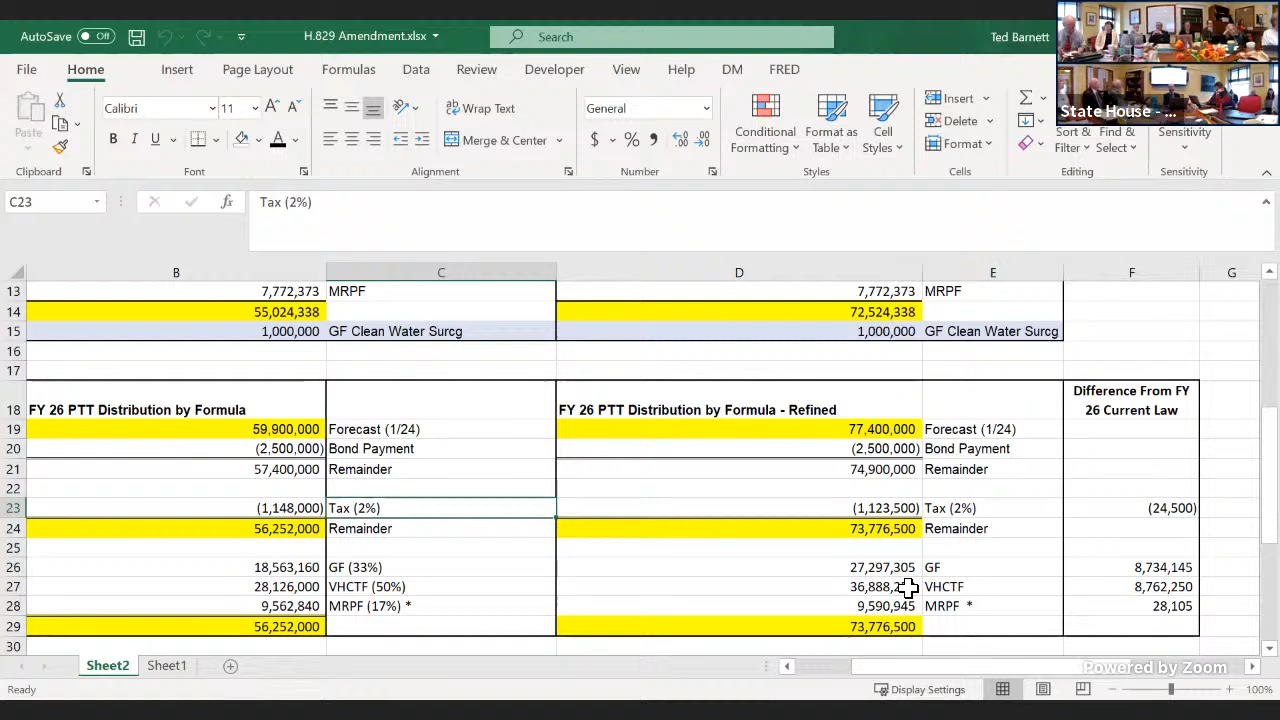 AutoSave Off H.829 Amendment.xlsx Search Ted Barnett
File Home Insert Page Layout Formulas Data Review View Developer Help DM FRED
State House - ...
Paste Calibri 11 Wrap Text General Conditional Format as Cell Insert Delete Format Sort & Find & Sensitivity
B I U Merge & Center $ % Formatting Table Styles Filter Select
Clipboard Font Alignment Number Styles Cells Editing Sensitivity
C23 fx Tax (2%)
B C D E F G
13 7,772,373 MRPF 7,772,373 MRPF
14 55,024,338 72,524,338
15 1,000,000 GF Clean Water Surcg 1,000,000 GF Clean Water Surcg
16
17
Difference From FY
18 FY 26 PTT Distribution by Formula FY 26 PTT Distribution by Formula - Refined 26 Current Law
19 59,900,000 Forecast (1/24) 77,400,000 Forecast (1/24)
20 (2,500,000) Bond Payment (2,500,000) Bond Payment
21 57,400,000 Remainder 74,900,000 Remainder
22
23 (1,148,000) Tax (2%) (1,123,500) Tax (2%) (24,500)
24 56,252,000 Remainder 73,776,500 Remainder
25
26 18,563,160 GF (33%) 27,297,305 GF 8,734,145
27 28,126,000 VHCTF (50%) VHCTF 8,762,250
28 9,562,840 MRPF (17%) * 9,590,945 MRPF * 28,105
29 56,252,000 73,776,500
30
Sheet2 Sheet1 Powered by Zoom
Ready Display Settings 100%